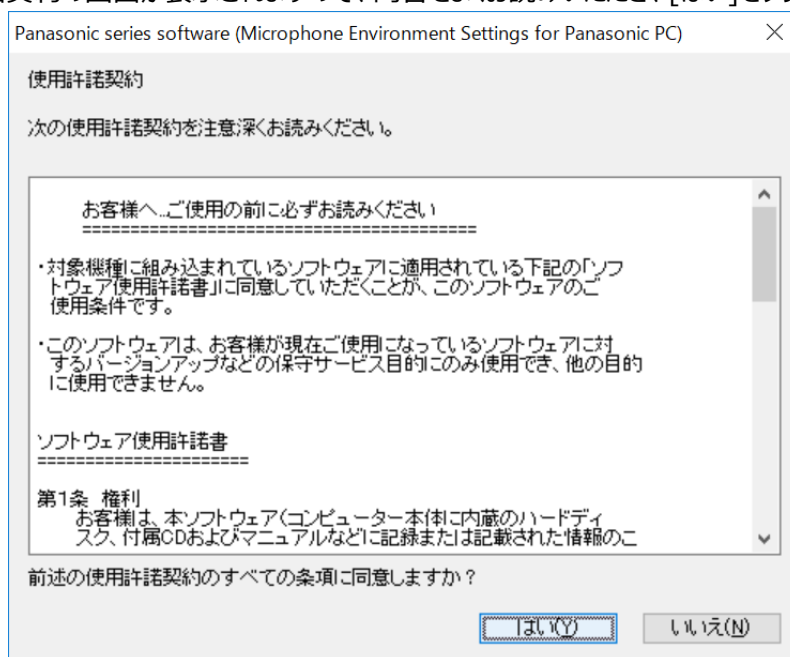 Panasonic series software (Microphone Environment Settings for Panasonic PC)
使用許諾契約
次の使用許諾契約を注意深くお読みください。
お客様へ…ご使用の前に必ずお読みください
=========================================
・対象機種に組み込まれているソフトウェアに適用されている下記の「ソフ
トウェア使用許諾書」に同意していただくことが、このソフトウェアのご
使用条件です。
・このソフトウェアは、お客様が現在ご使用になっているソフトウェアに対
するバージョンアップなどの保守サービス目的にのみ使用でき、他の目的
に使用できません。
ソフトウェア使用許諾書
======================
第1条 権利
お客様は、本ソフトウェア(コンピューター本体に内蔵のハードディ
スク、付属CDおよびマニュアルなどに記録または記載された情報のこ
前述の使用許諾契約のすべての条項に同意しますか?
はい(Y)
いいえ(N)